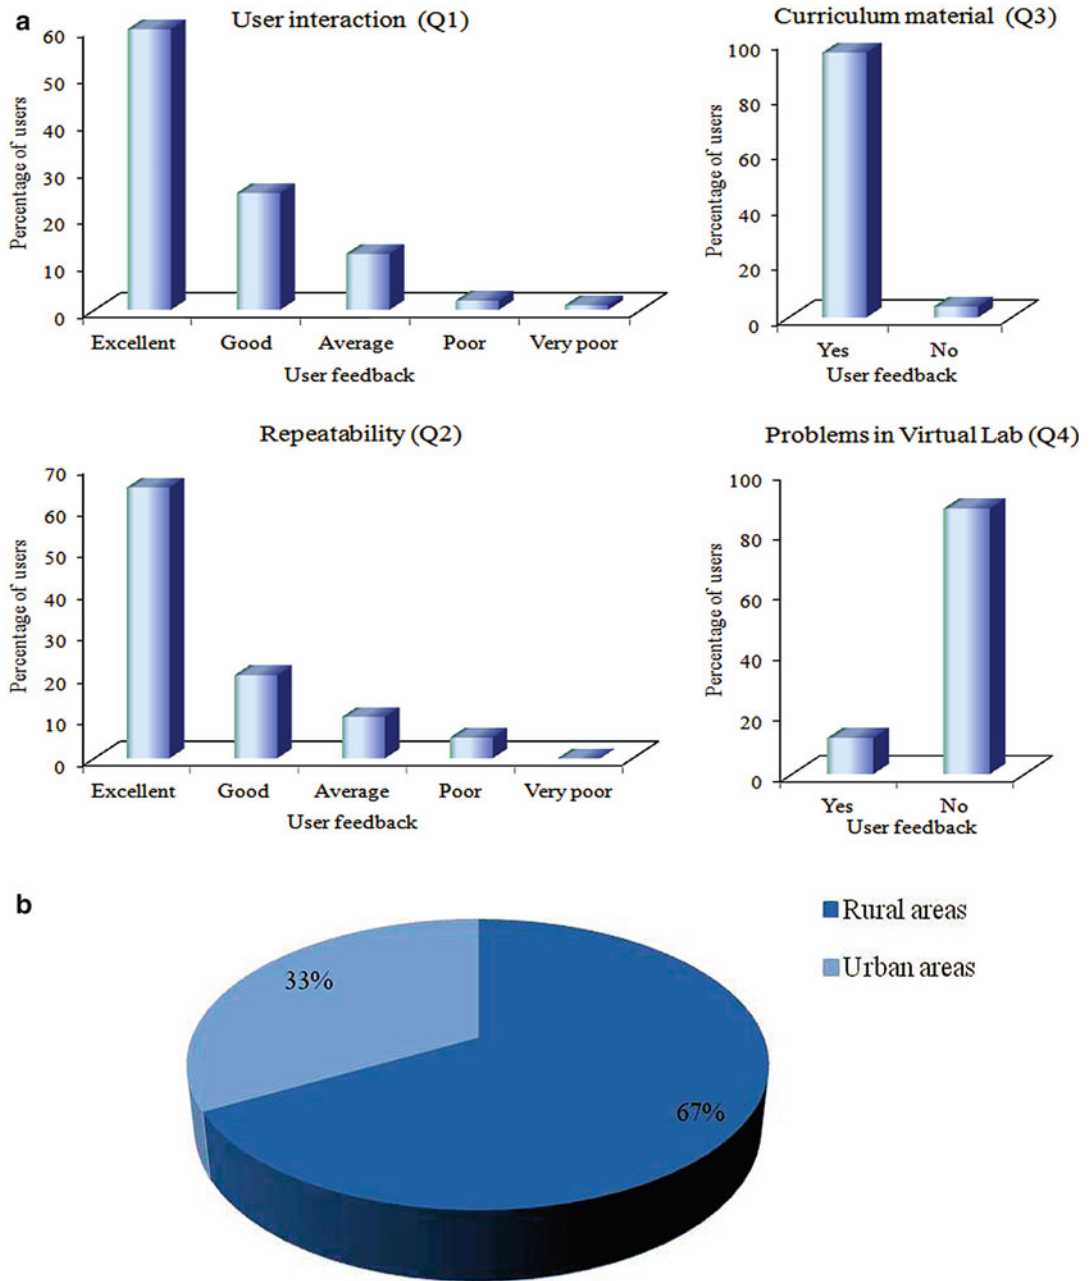 a
User interaction (Q1)
Percentage of users
60
50
40
30
20
10
0
Excellent Good Average Poor Very poor
User feedback
Curriculum material (Q3)
Percentage of users
100
80
60
40
20
0
Yes No
User feedback
Repeatability (Q2)
Percentage of users
70
60
50
40
30
20
10
0
Excellent Good Average Poor Very poor
User feedback
Problems in Virtual Lab (Q4)
Percentage of users
100
80
60
40
20
0
Yes No
User feedback
b
Rural areas
Urban areas
33%
67%